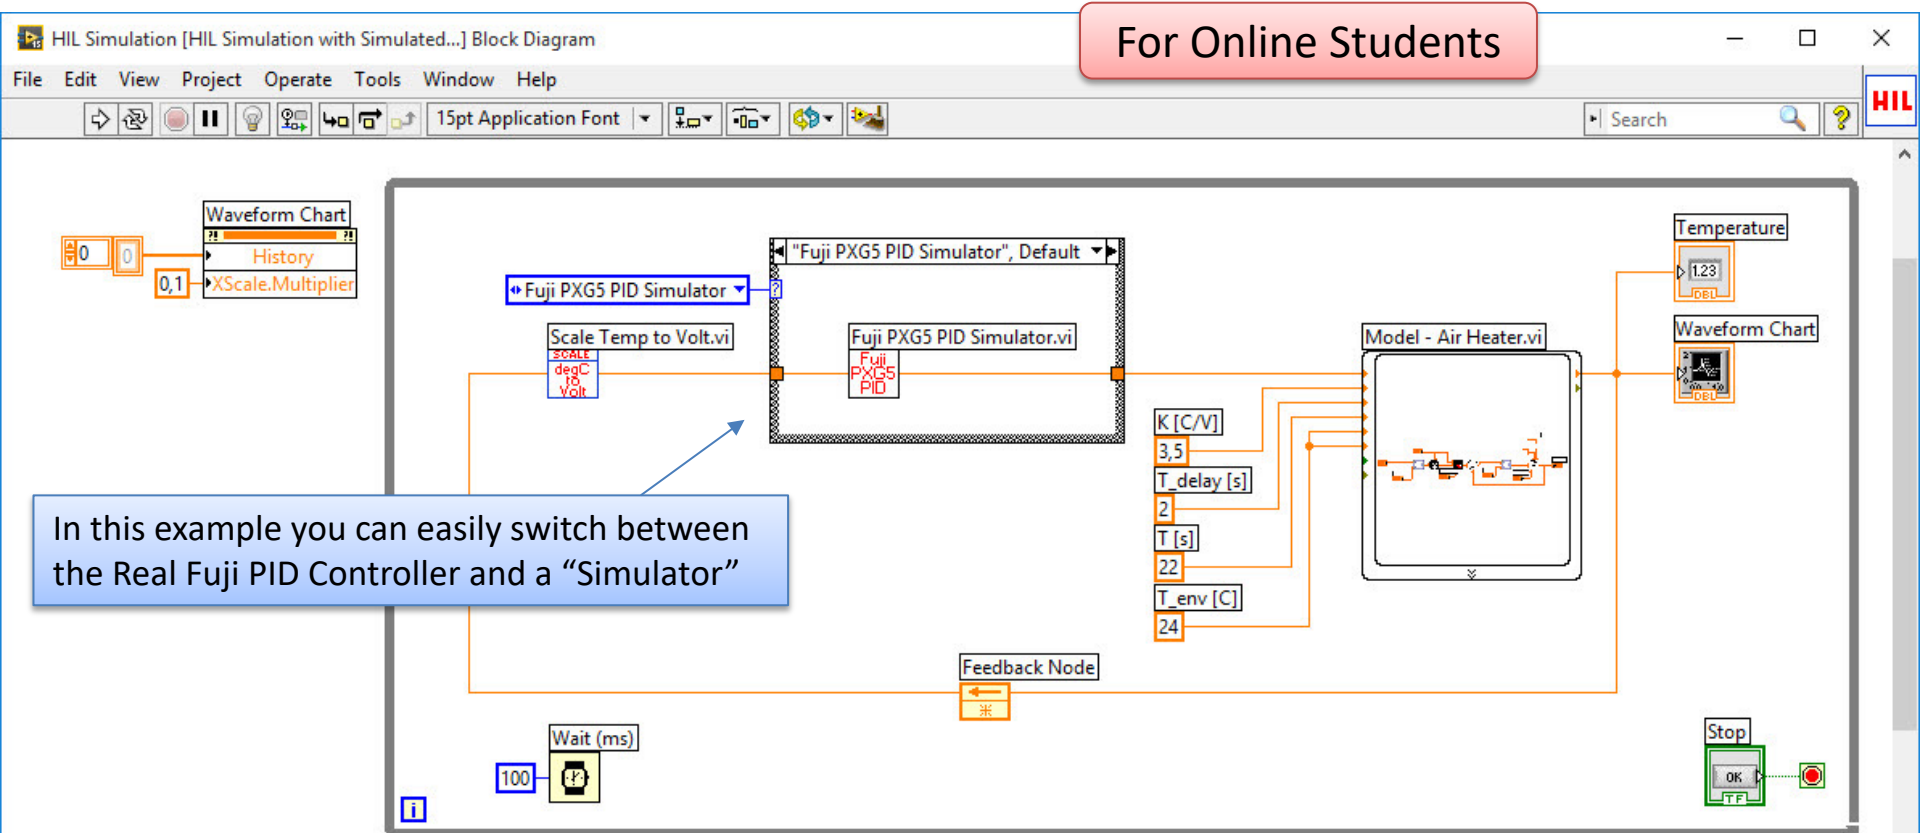 For Online Students
HIL Simulation [HIL Simulation with Simulated...] Block Diagram
File Edit View Project Operate Tools Window Help
15pt Application Font
Search
HIL
Waveform Chart
0 0
History
0,1
XScale.Multiplier
"Fuji PXG5 PID Simulator", Default
Fuji PXG5 PID Simulator
?
Scale Temp to Volt.vi
SCALE
degC
to
Volt
Fuji PXG5 PID Simulator.vi
Fuji
PXG5
PID
Model - Air Heater.vi
Temperature
1.23
DBL
Waveform Chart
DBL
K [C/V]
3,5
T_delay [s]
2
T [s]
22
T_env [C]
24
In this example you can easily switch between
the Real Fuji PID Controller and a “Simulator”
Feedback Node
Wait (ms)
100
i
Stop
OK
TF